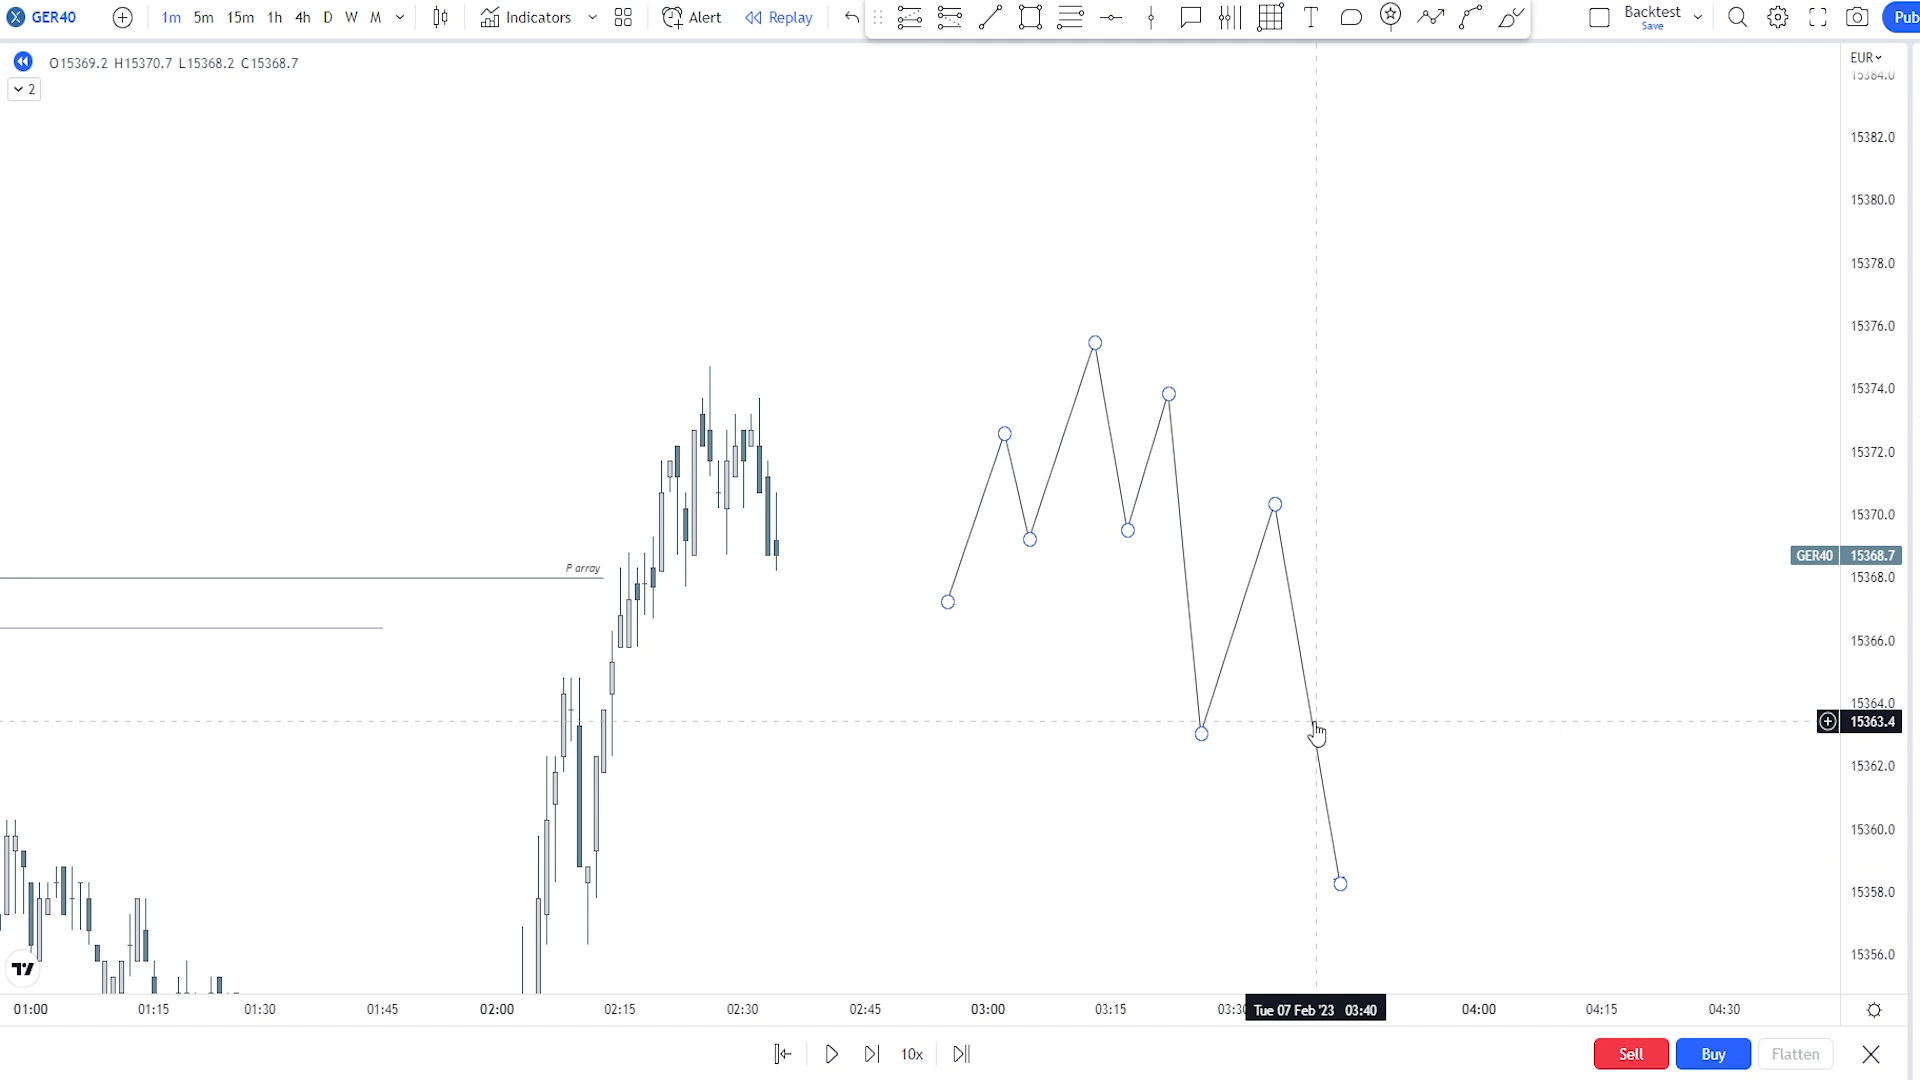 GER40 1m 5m 15m 1h 4h D W M Indicators Alert Replay Backtest Pub
Save
O15369.2 H15370.7 L15368.2 C15368.7
EUR
15384.0
2
15382.0
15380.0
15378.0
15376.0
15374.0
15372.0
15370.0
GER40 15368.7
P array
15368.0
15366.0
15364.0
15363.4
15362.0
15360.0
15358.0
15356.0
01:00 01:15 01:30 01:45 02:00 02:15 02:30 02:45 03:00 03:15 03:30 Tue 07 Feb '23 03:40 04:00 04:15 04:30
10x Sell Buy Flatten